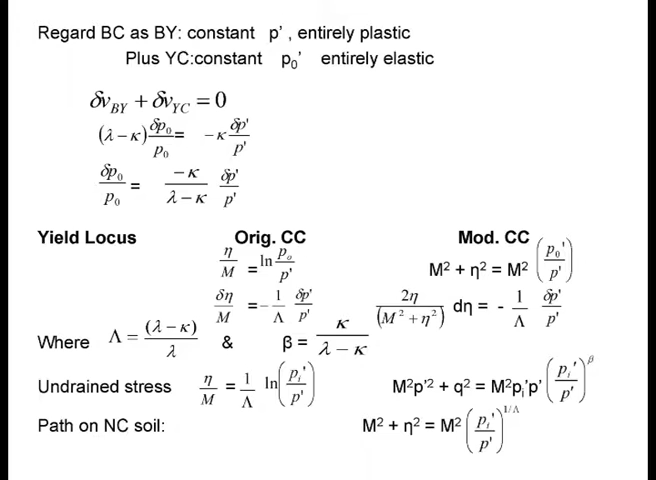 Regard BC as BY: constant p' , entirely plastic
Plus YC:constant p₀' entirely elastic
δv_BY + δv_YC = 0
(λ − κ) δp₀/p₀ = −κ δp'/p'
δp₀/p₀ = −κ/(λ − κ) δp'/p'
Yield Locus Orig. CC Mod. CC
η/M = ln p₀'/p' M² + η² = M² (p₀'/p')
δη/M = −1/Λ δp'/p' 2η/(M² + η²) dη = - 1/Λ δp'/p'
Where Λ = (λ − κ)/λ & β = κ/(λ − κ)
Undrained stress η/M = 1/Λ ln(pᵢ'/p') M²p'² + q² = M²pᵢ'p' (pᵢ'/p')^β
Path on NC soil: M² + η² = M² (pᵢ'/p')^1/Λ